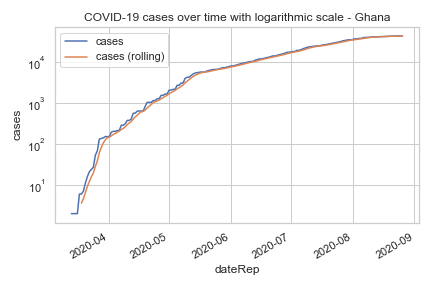 COVID-19 cases over time with logarithmic scale - Ghana
cases
cases (rolling)
10^4
10^3
10^2
10^1
cases
2020-04
2020-05
2020-06
2020-07
2020-08
2020-09
dateRep